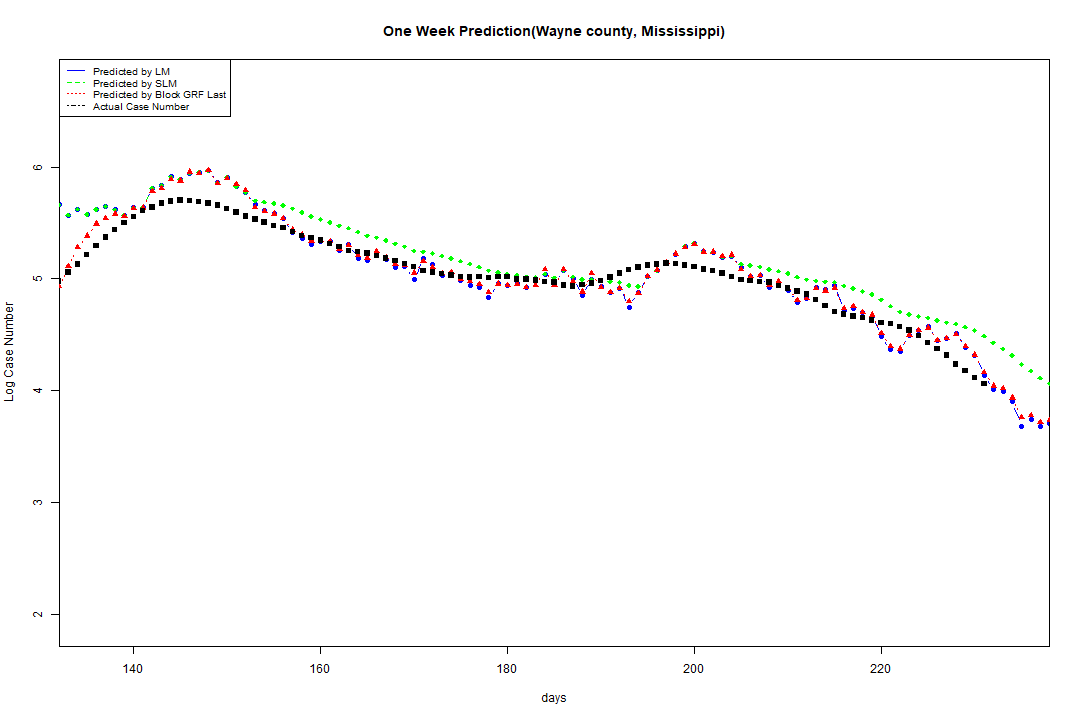 One Week Prediction(Wayne county, Mississippi)
Predicted by LM
Predicted by SLM
Predicted by Block GRF Last
Actual Case Number
6
5
4
3
2
Log Case Number
140 160 180 200 220
days